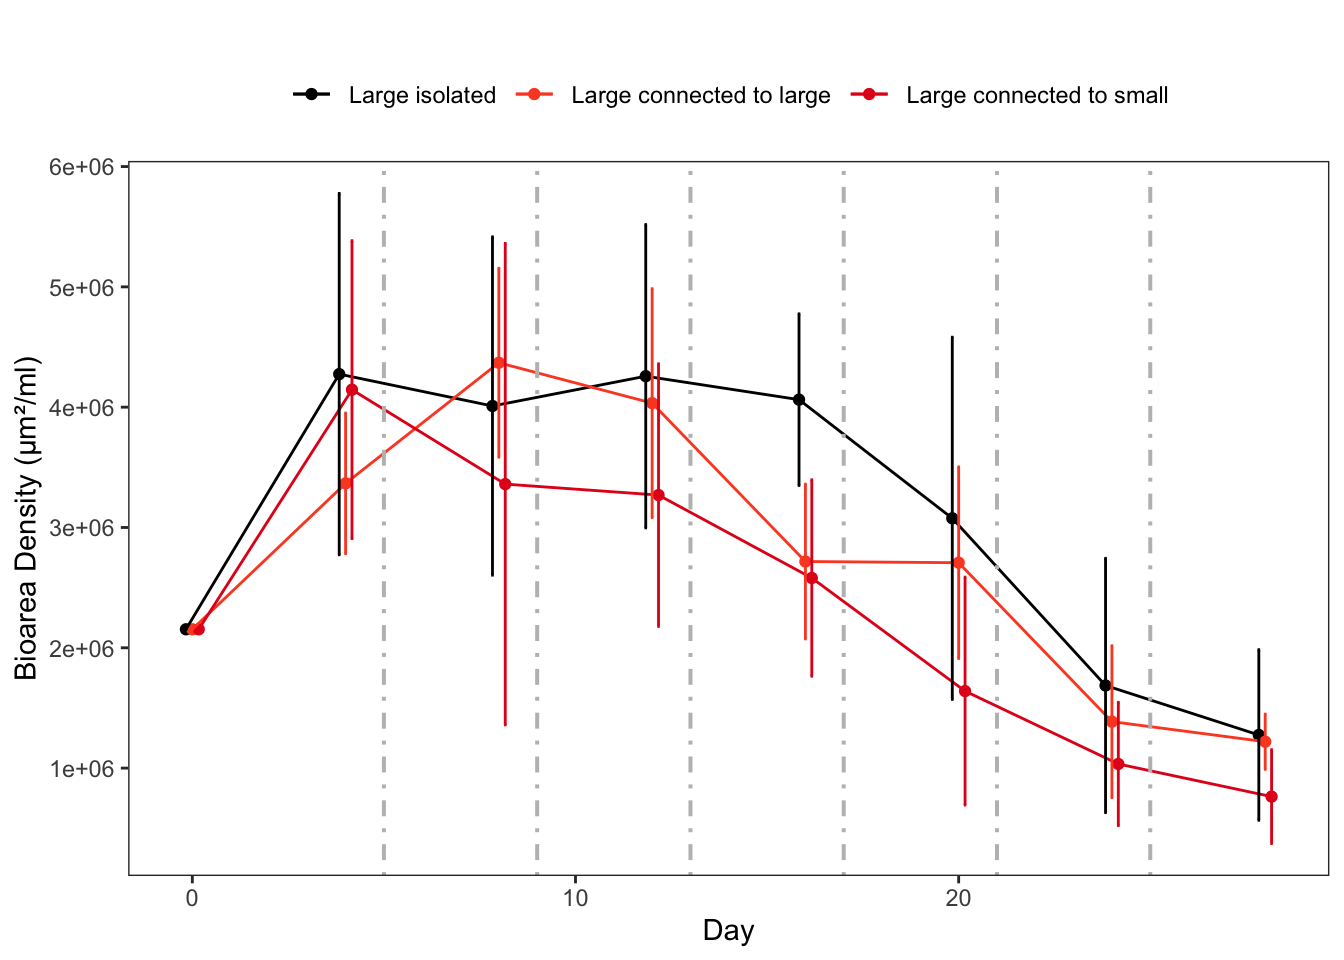 Large isolated Large connected to large Large connected to small
6e+06
5e+06
4e+06
3e+06
2e+06
1e+06
Bioarea Density (µm²/ml)
0 10 20
Day